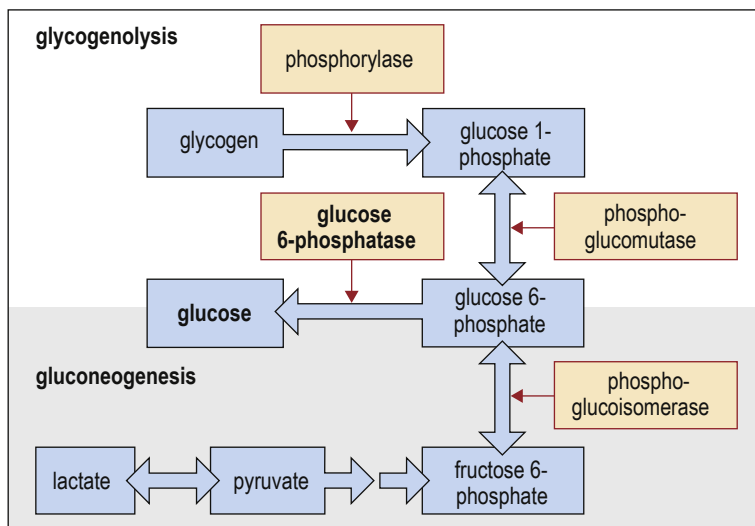 glycogenolysis
phosphorylase
glycogen
glucose 1-
phosphate
glucose
6-phosphatase
phospho-
glucomutase
glucose
glucose 6-
phosphate
gluconeogenesis
phospho-
glucoisomerase
lactate
pyruvate
fructose 6-
phosphate